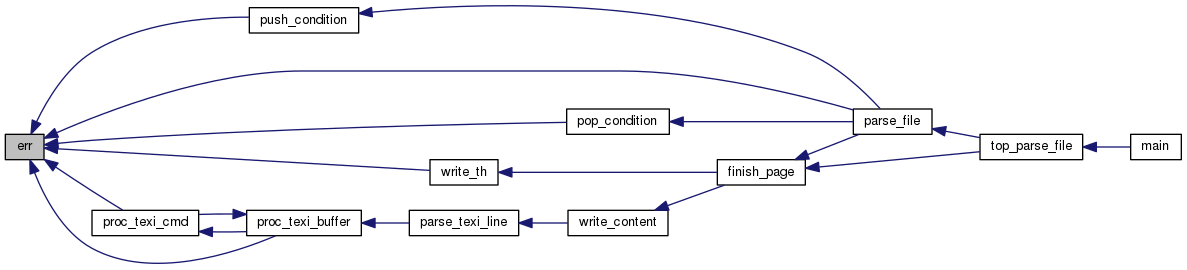 push_condition
err
pop_condition
parse_file
top_parse_file
main
write_th
finish_page
proc_texi_cmd
proc_texi_buffer
parse_texi_line
write_content